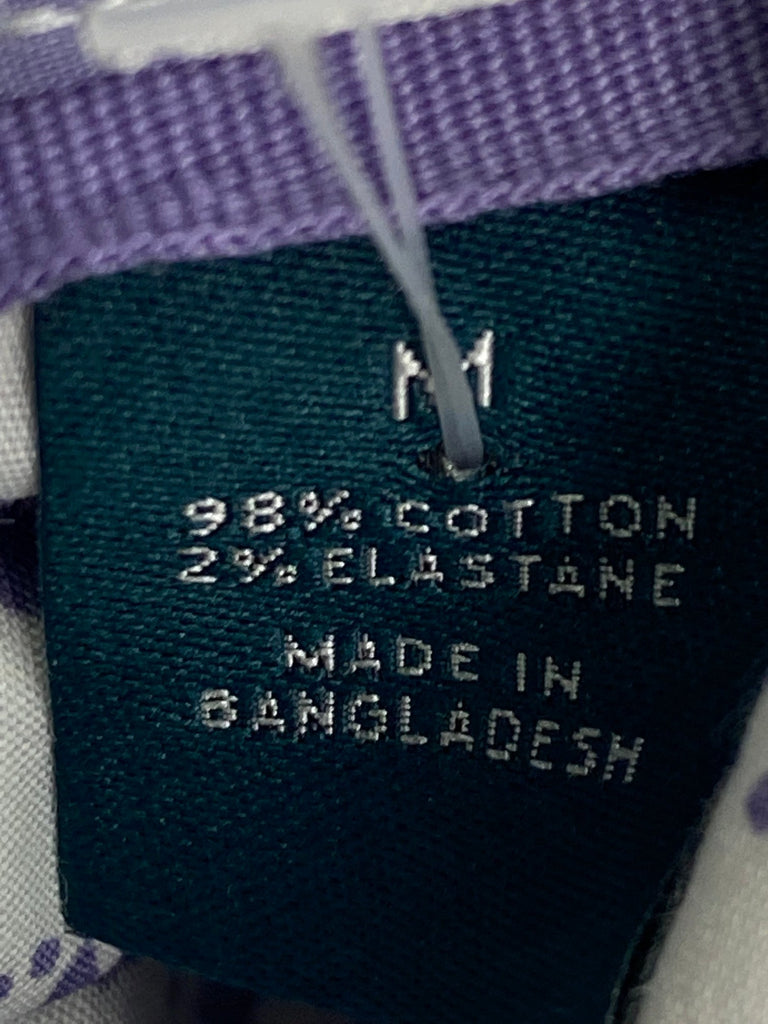 M
98% COTTON
2% ELASTANE
MADE IN
BANGLADESH